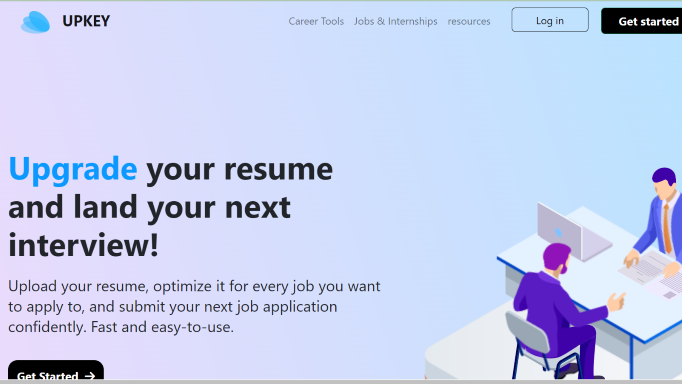 UPKEY
Career Tools Jobs & Internships resources Log in Get started
Upgrade your resume
and land your next
interview!
Upload your resume, optimize it for every job you want
to apply to, and submit your next job application
confidently. Fast and easy-to-use.
Get Started →